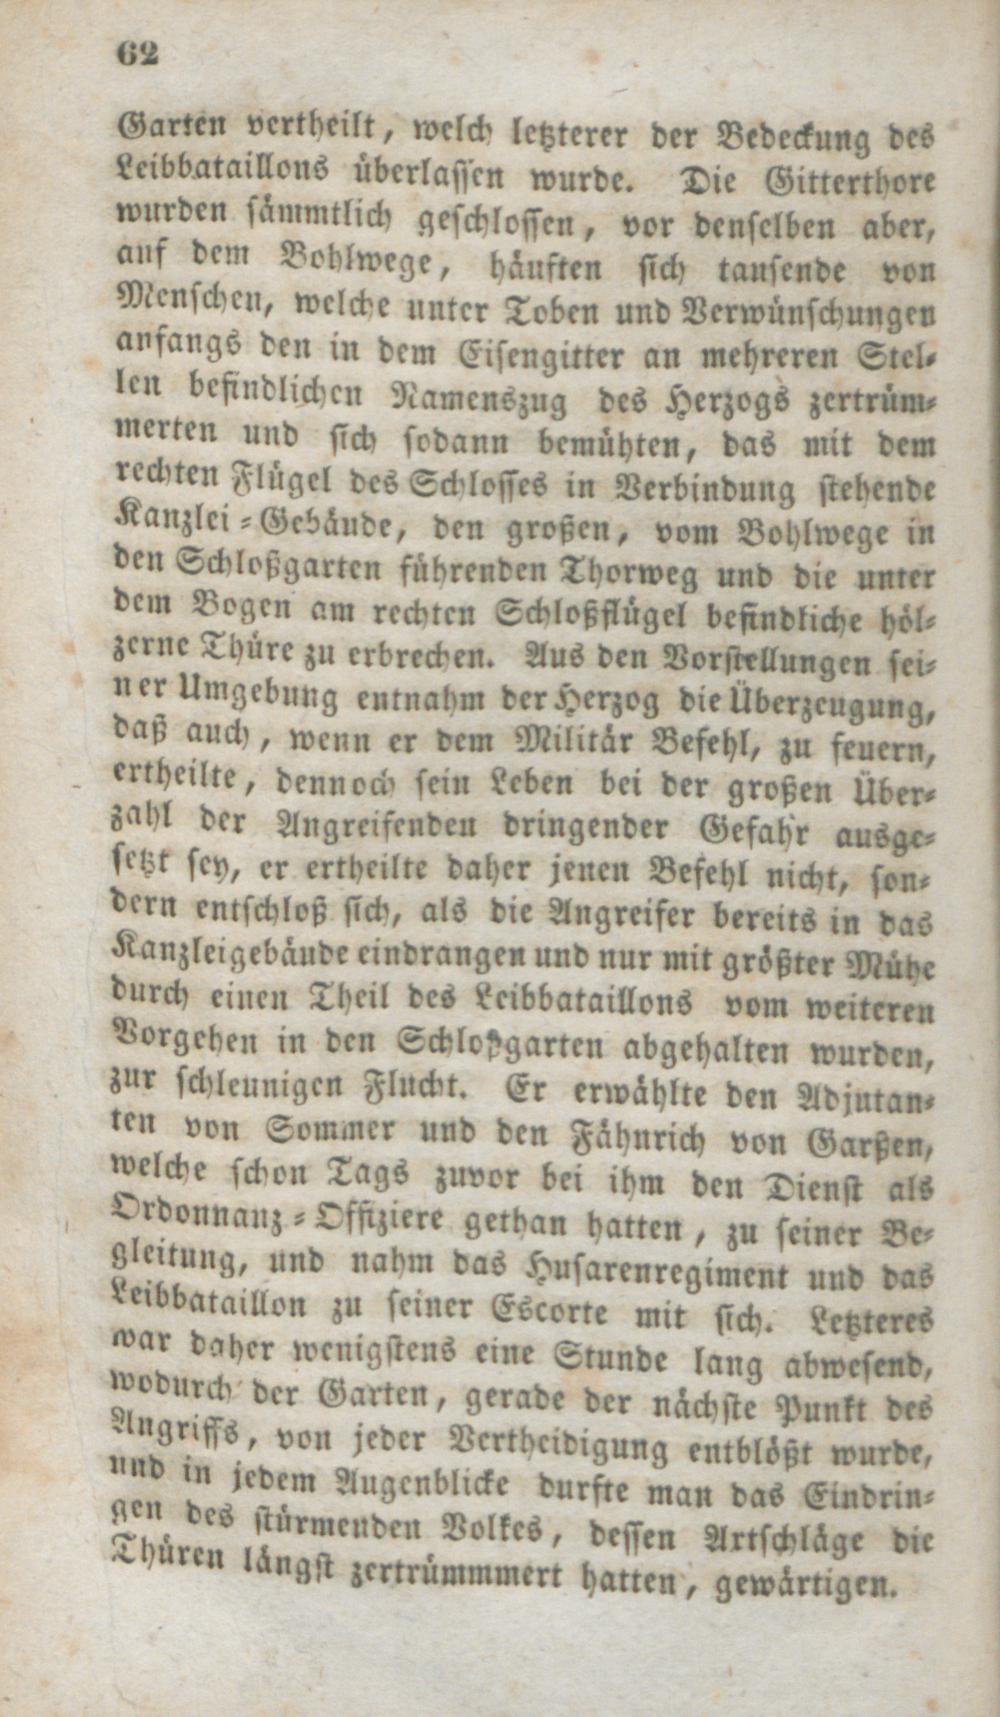 62
Garten vertheilt, welch letzterer der Bedeckung des
Leibbataillons überlassen wurde. Die Gitterthore
wurden sämmtlich geschlossen, vor denselben aber,
auf dem Bohlwege, häuften sich tausende von
Menschen, welche unter Toben und Verwünschungen
anfangs den in dem Eisengitter an mehreren Stel-
len befindlichen Namenszug des Herzogs zertrüm-
merten und sich sodann bemühten, das mit dem
rechten Flügel des Schlosses in Verbindung stehende
Kanzlei-Gebäude, den großen, vom Bohlwege in
den Schloßgarten führenden Thorweg und die unter
dem Bogen am rechten Schloßflügel befindliche höl-
zerne Thüre zu erbrechen. Aus den Vorstellungen sei-
ner Umgebung entnahm der Herzog die Überzeugung,
daß auch, wenn er dem Militär Befehl, zu feuern,
ertheilte, dennoch sein Leben bei der großen Über-
zahl der Angreifenden dringender Gefahr ausge-
setzt sey, er ertheilte daher jenen Befehl nicht, son-
dern entschloß sich, als die Angreifer bereits in das
Kanzleigebäude eindrangen und nur mit größter Mühe
durch einen Theil des Leibbataillons vom weiteren
Vorgehen in den Schloßgarten abgehalten wurden,
zur schleunigen Flucht. Er erwählte den Adjutan-
ten von Sommer und den Fähnrich von Garßen,
welche schon Tags zuvor bei ihm den Dienst als
Ordonnanz-Offiziere gethan hatten, zu seiner Be-
gleitung, und nahm das Husarenregiment und das
Leibbataillon zu seiner Escorte mit sich. Letzteres
war daher wenigstens eine Stunde lang abwesend,
wodurch der Garten, gerade der nächste Punkt des
Angriffs, von jeder Vertheidigung entblößt wurde,
und in jedem Augenblicke durfte man das Eindrin-
gen des stürmenden Volkes, dessen Artschläge die
Thüren längst zertrümmmert hatten, gewärtigen.